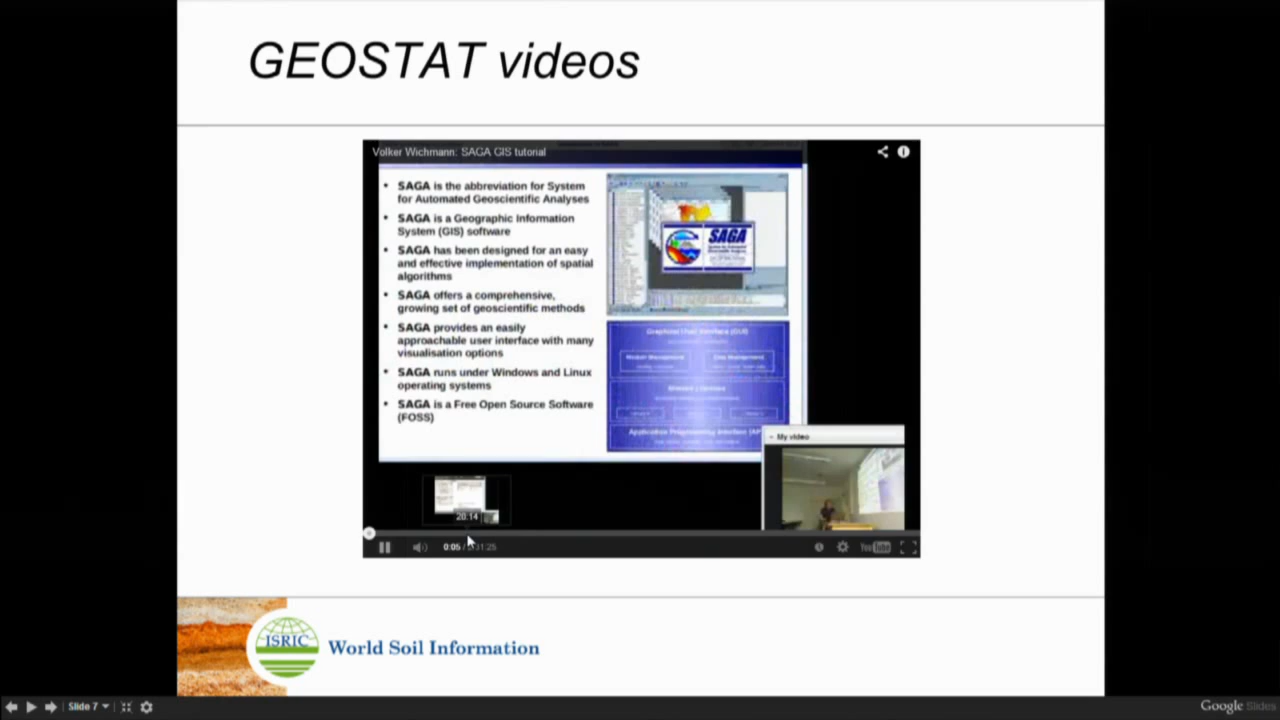 GEOSTAT videos
Volker Wichmann: SAGA GIS tutorial
• SAGA is the abbreviation for System
for Automated Geoscientific Analyses
• SAGA is a Geographic Information
System (GIS) software
• SAGA has been designed for an easy
and effective implementation of spatial
algorithms
• SAGA offers a comprehensive,
growing set of geoscientific methods
• SAGA provides an easily
approachable user interface with many
visualisation options
• SAGA runs under Windows and Linux
operating systems
• SAGA is a Free Open Source Software
(FOSS)
SAGA
Graphical User Interface (GUI)
Module Management
Data Management
Application Programming Interface
My video
28:14
0:05
31:25
YouTube
ISRIC
World Soil Information
Slide 7
Google Slides